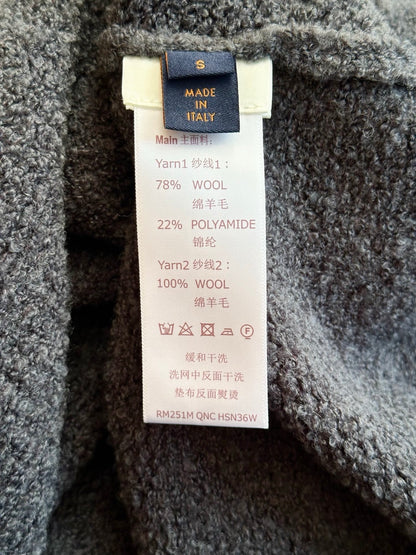 S
MADE
IN
ITALY
Main 主面料:
Yarn1 纱线1:
78% WOOL
绵羊毛
22% POLYAMIDE
锦纶
Yarn2 纱线2:
100% WOOL
绵羊毛
F
缓和干洗
洗网中反面干洗
垫布反面熨烫
RM251M QNC HSN36W